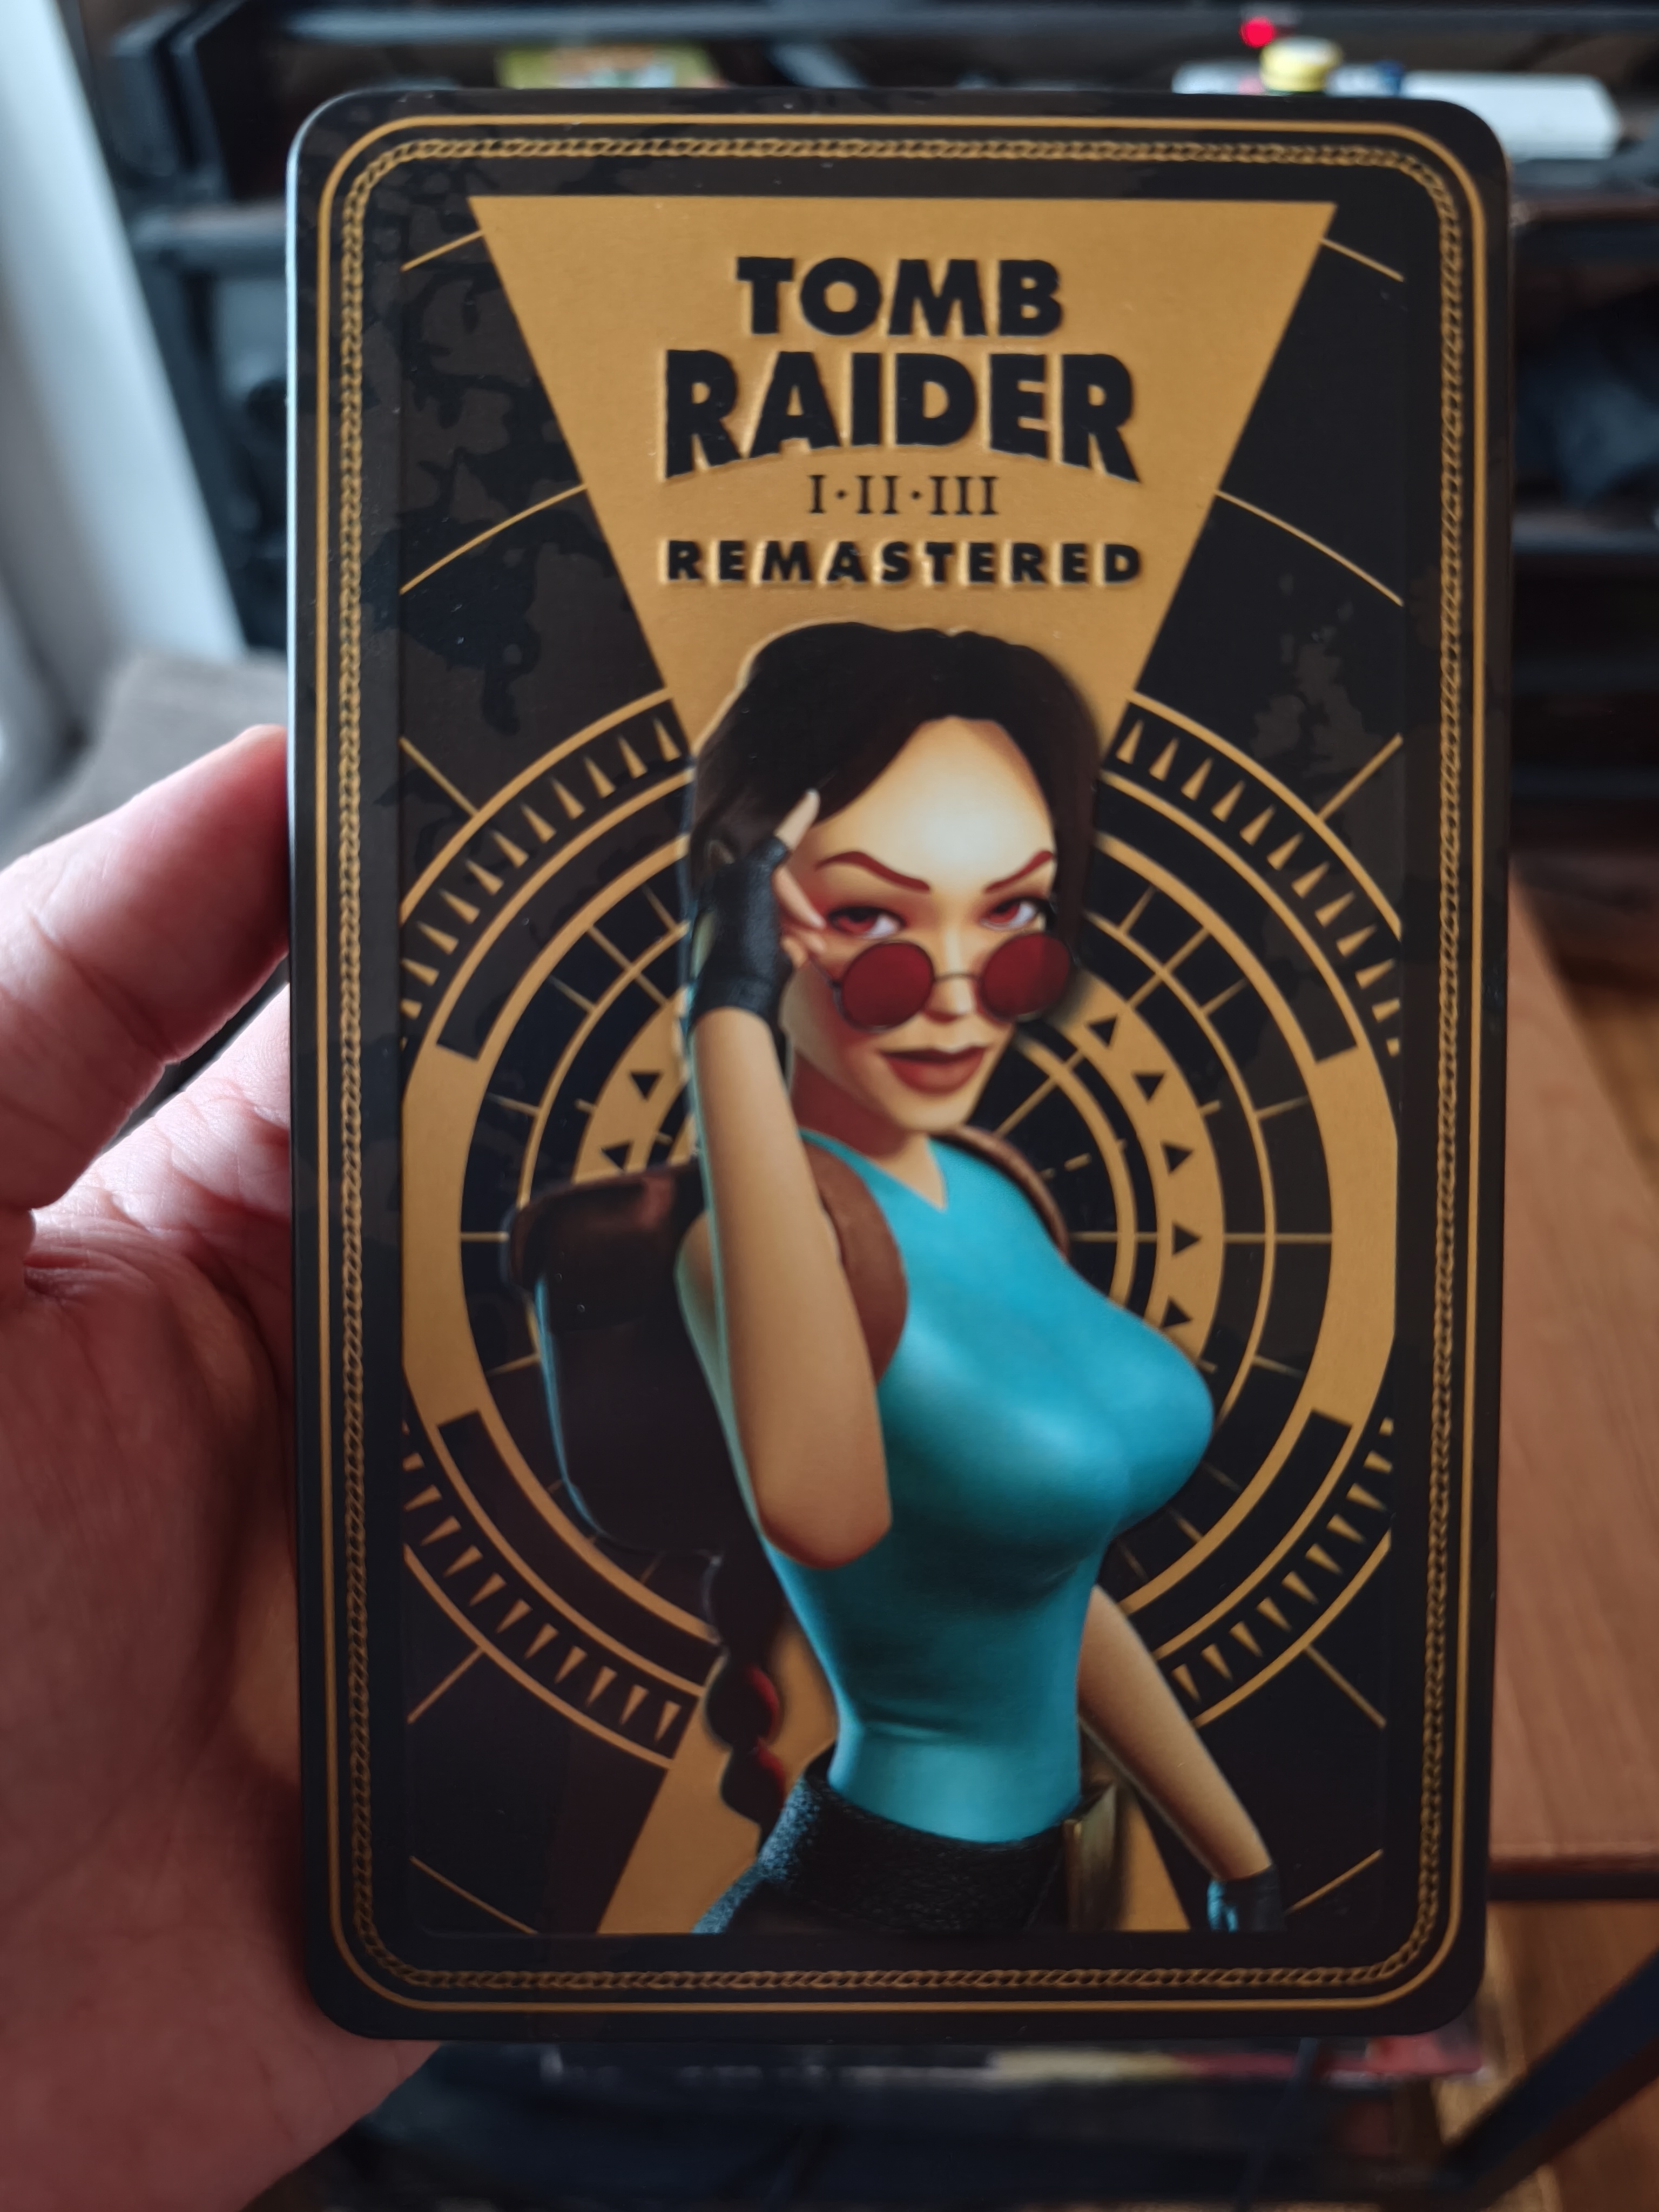 TOMB
RAIDER
I·II·III
REMASTERED